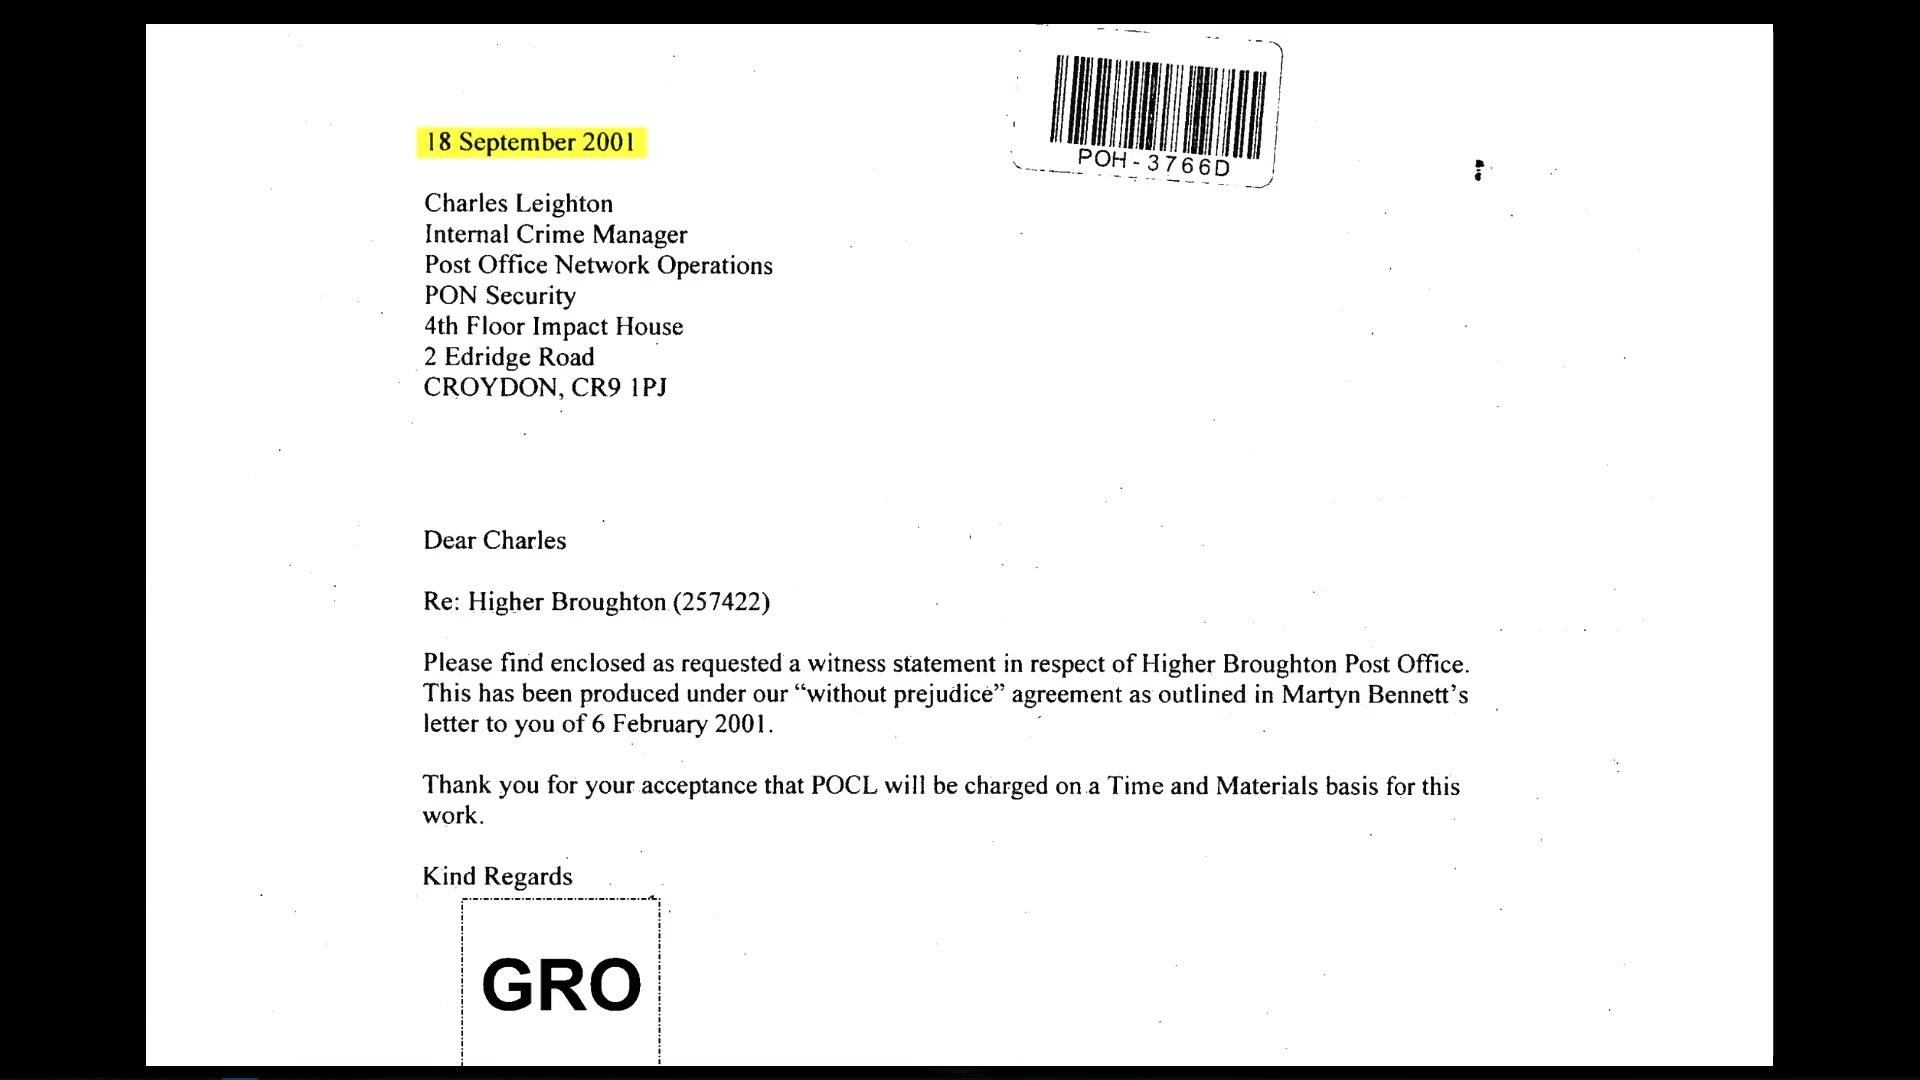 POH-3766D
18 September 2001
Charles Leighton
Internal Crime Manager
Post Office Network Operations
PON Security
4th Floor Impact House
2 Edridge Road
CROYDON, CR9 1PJ
Dear Charles
Re: Higher Broughton (257422)
Please find enclosed as requested a witness statement in respect of Higher Broughton Post Office.
This has been produced under our “without prejudice” agreement as outlined in Martyn Bennett’s
letter to you of 6 February 2001.
Thank you for your acceptance that POCL will be charged on a Time and Materials basis for this
work.
Kind Regards
GRO